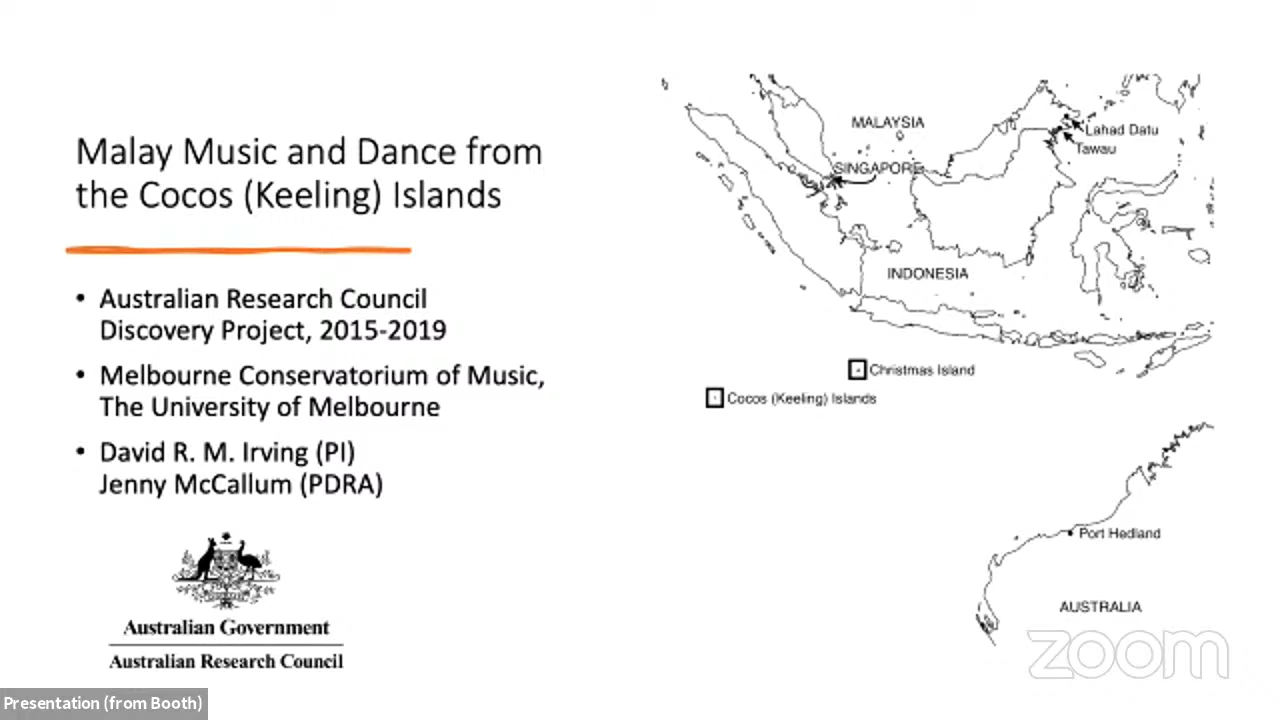 Malay Music and Dance from
the Cocos (Keeling) Islands
• Australian Research Council
Discovery Project, 2015-2019
• Melbourne Conservatorium of Music,
The University of Melbourne
• David R. M. Irving (PI)
Jenny McCallum (PDRA)
Australian Government
Australian Research Council
MALAYSIA
Lahad Datu
Tawau
SINGAPORE
INDONESIA
Christmas Island
Cocos (Keeling) Islands
Port Hedland
AUSTRALIA
zoom
Presentation (from Booth)